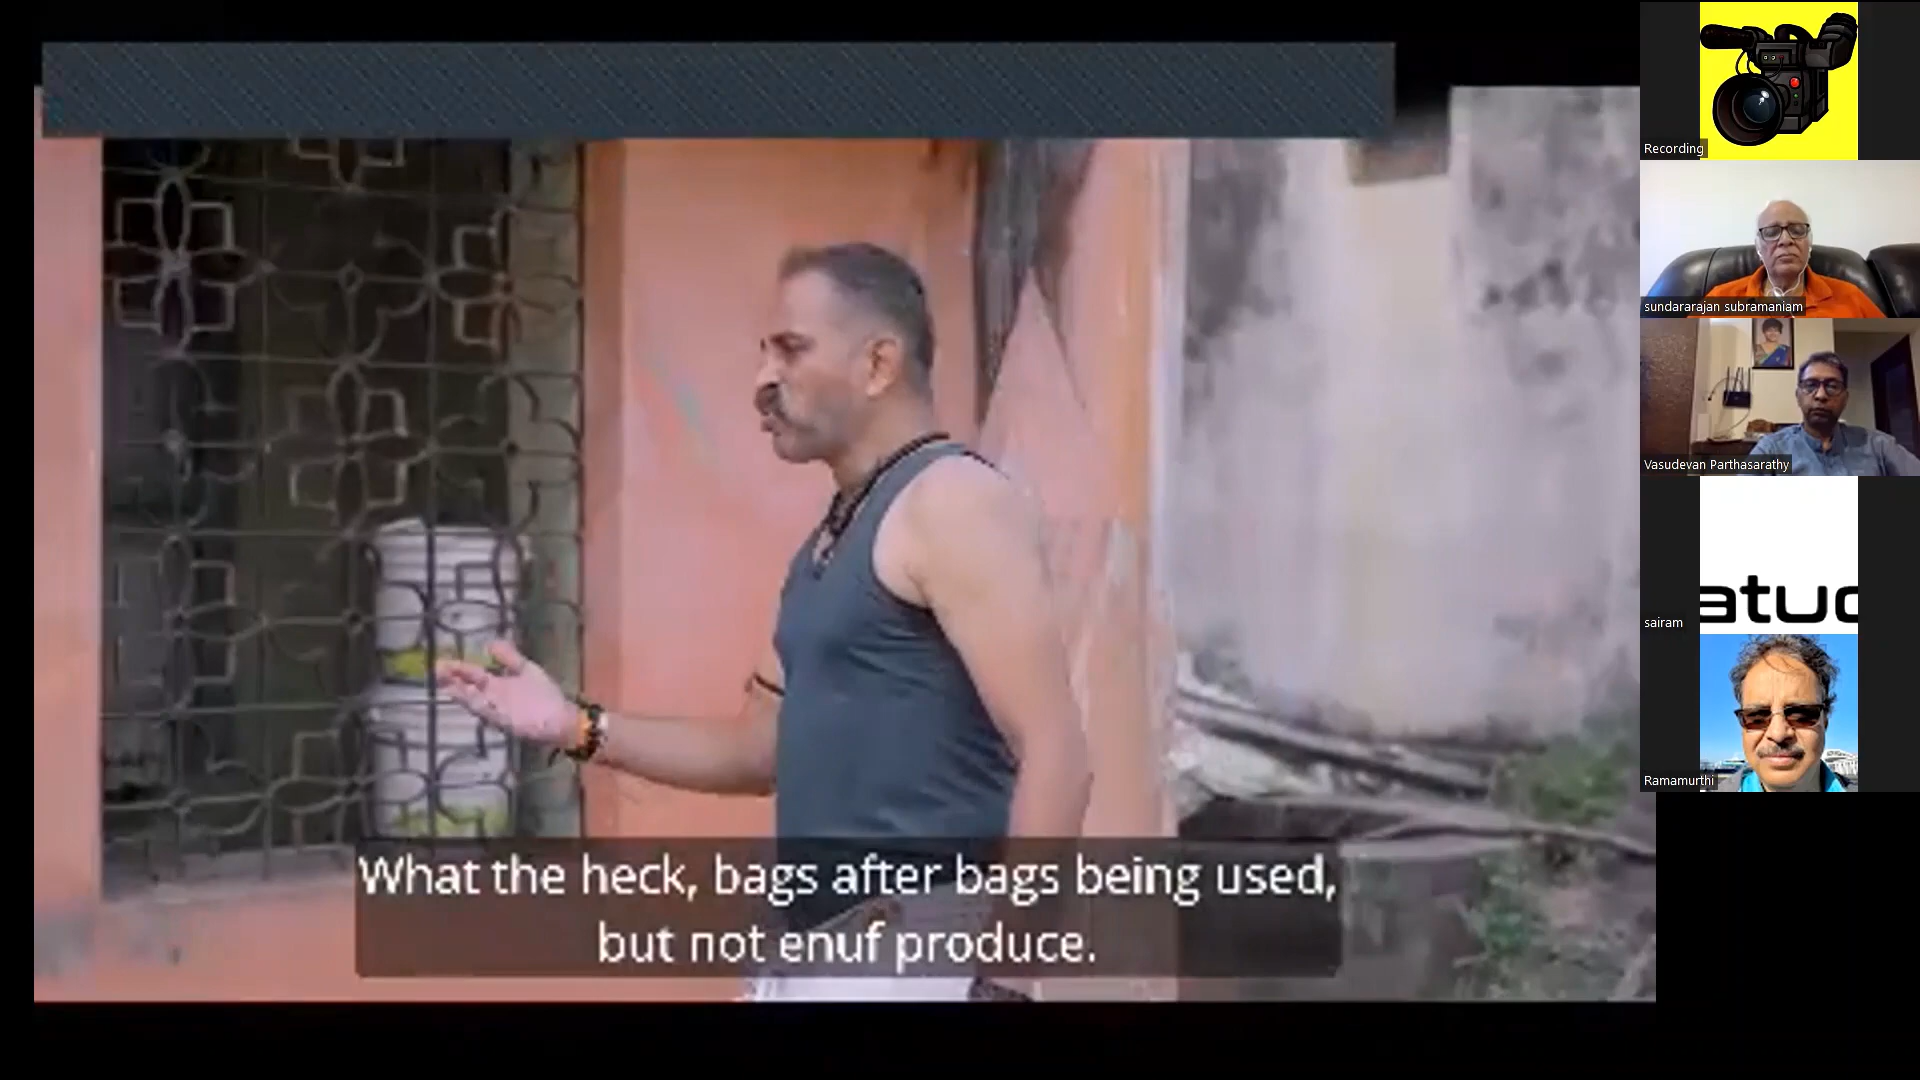 What the heck, bags after bags being used,
but not enuf produce.
Recording
sundararajan subramaniam
Vasudevan Parthasarathy
atuc
sairam
Ramamurthi